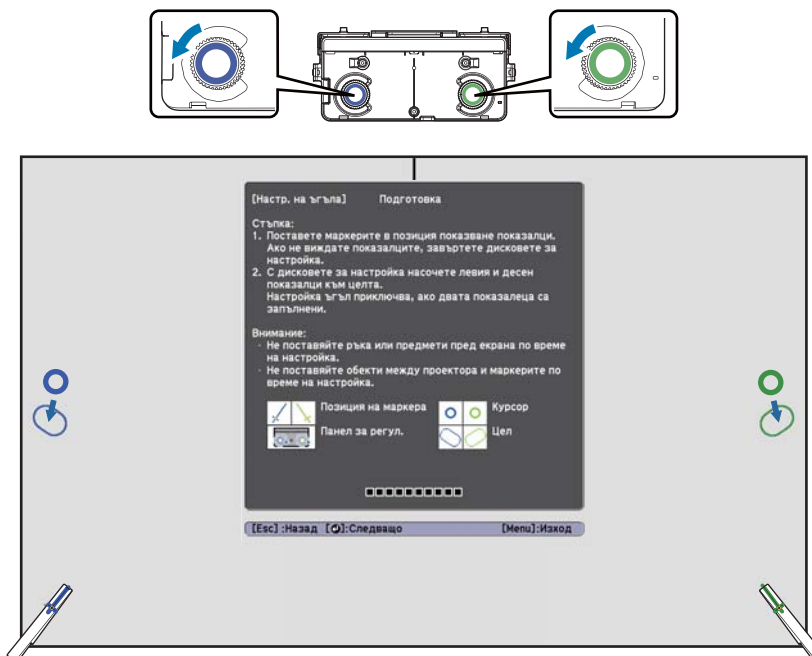 [Настр. на ъгъла] Подготовка
Стъпка:
1. Поставете маркерите в позиция показване показалци.
Ако не виждате показалците, завъртете дисковете за
настройка.
2. С дисковете за настройка насочете левия и десен
показалци към целта.
Настройка ъгъл приключва, ако двата показалеца са
запълнени.
Внимание:
· Не поставяйте ръка или предмети пред екрана по време
на настройка.
· Не поставяйте обекти между проектора и маркерите по
време на настройка.
Позиция на маркера
Курсор
Панел за регул.
Цел
[Esc] :Назад [⏎]:Следващо [Menu]:Изход